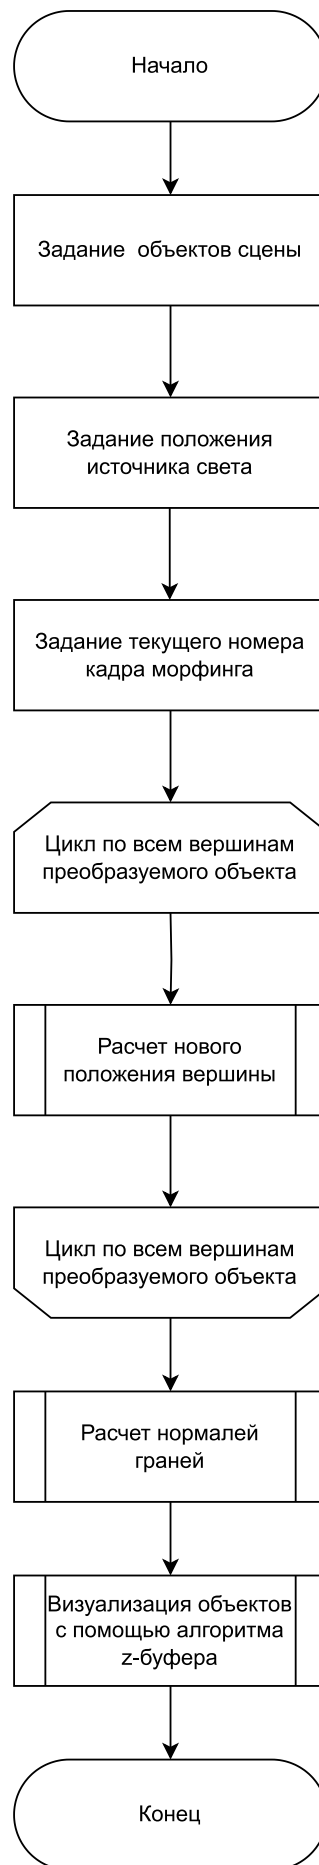 Начало
Задание объектов сцены
Задание положения
источника света
Задание текущего номера
кадра морфинга
Цикл по всем вершинам
преобразуемого объекта
Расчет нового
положения вершины
Цикл по всем вершинам
преобразуемого объекта
Расчет нормалей
граней
Визуализация объектов
с помощью алгоритма
z-буфера
Конец